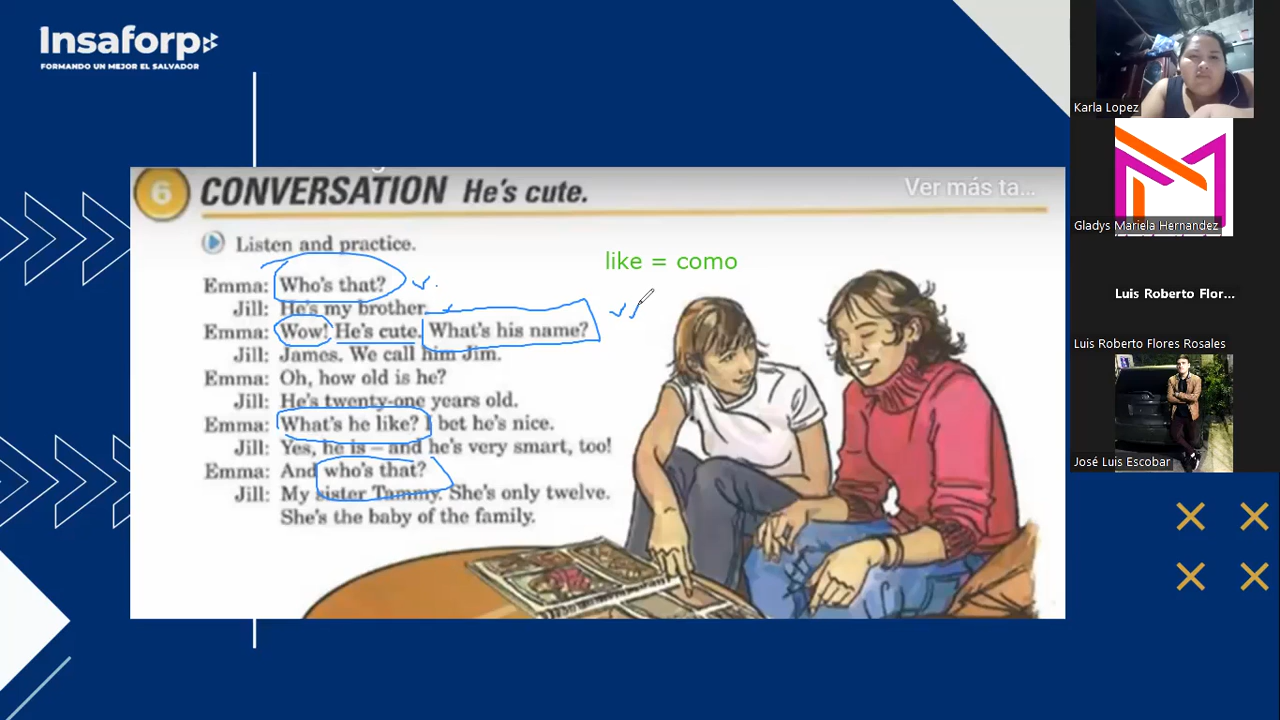 Insaforp
FORMANDO UN MEJOR EL SALVADOR
6 CONVERSATION He's cute.
Ver más ta...
Listen and practice.
like = como
Emma: Who's that?
Jill: He's my brother.
Emma: Wow! He's cute. What's his name?
Jill: James. We call him Jim.
Emma: Oh, how old is he?
Jill: He's twenty-one years old.
Emma: What's he like? I bet he's nice.
Jill: Yes, he is – and he's very smart, too!
Emma: And who's that?
Jill: My sister Tammy. She's only twelve.
She's the baby of the family.
Karla Lopez
Gladys Mariela Hernandez
Luis Roberto Flor...
Luis Roberto Flores Rosales
José Luis Escobar